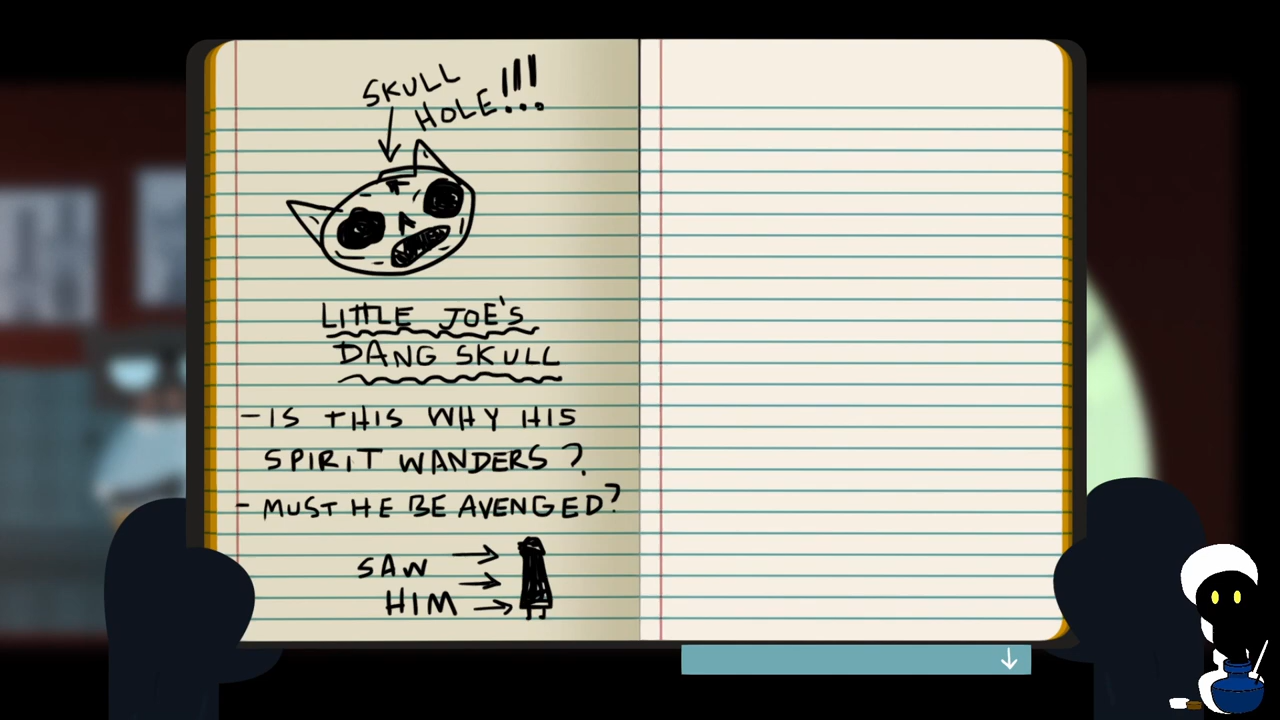 SKULL
HOLE!!!
LITTLE JOE'S
DANG SKULL
- IS THIS WHY HIS
SPIRIT WANDERS?
- MUST HE BE AVENGED?
SAW
HIM